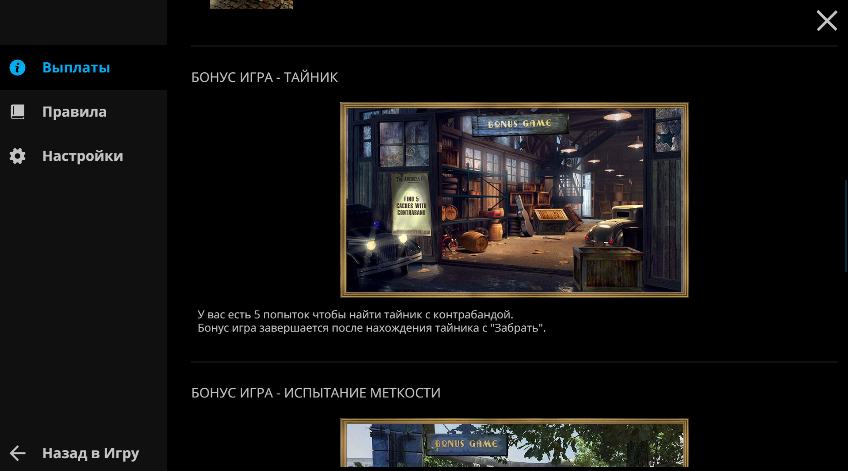 Выплаты
Правила
Настройки
Назад в Игру
БОНУС ИГРА - ТАЙНИК
BONUS GAME
FIND 5
CACHES WITH
CONTRABAND
У вас есть 5 попыток чтобы найти тайник с контрабандой.
Бонус игра завершается после нахождения тайника с "Забрать".
БОНУС ИГРА - ИСПЫТАНИЕ МЕТКОСТИ
BONUS GAME